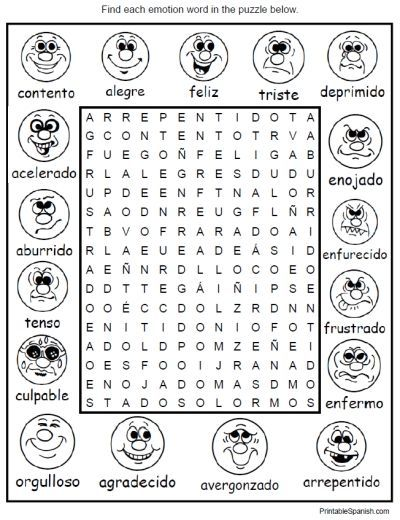 Find each emotion word in the puzzle below.
contento alegre feliz triste deprimido
acelerado
aburrido
tenso
culpable
A R R E P E N T I D O T A
G C O N T E N T O T R V A
F U E G O Ñ F E L I G A B
R L A L E G R E S D U D U
U P D E E N F T N A L O R
S A O D N R E U G F L Ñ R
T B V O F R A R A D O A I
R L A E U E A D E Á S I D
A E Ñ N R D L L O C O E O
D D T T E G Á I Ñ I P S E
O O É C C O O L Z R D N N
E N I T I D O N I O F O T
A D O L D P O M Z E Ñ E I
O E S F O O I J R A N A D
E N O J A D O M A S D M O
S T A D O S O L O R M O S
enojado
enfurecido
frustrado
enfermo
orgulloso agradecido avergonzado arrepentido
PrintableSpanish.com